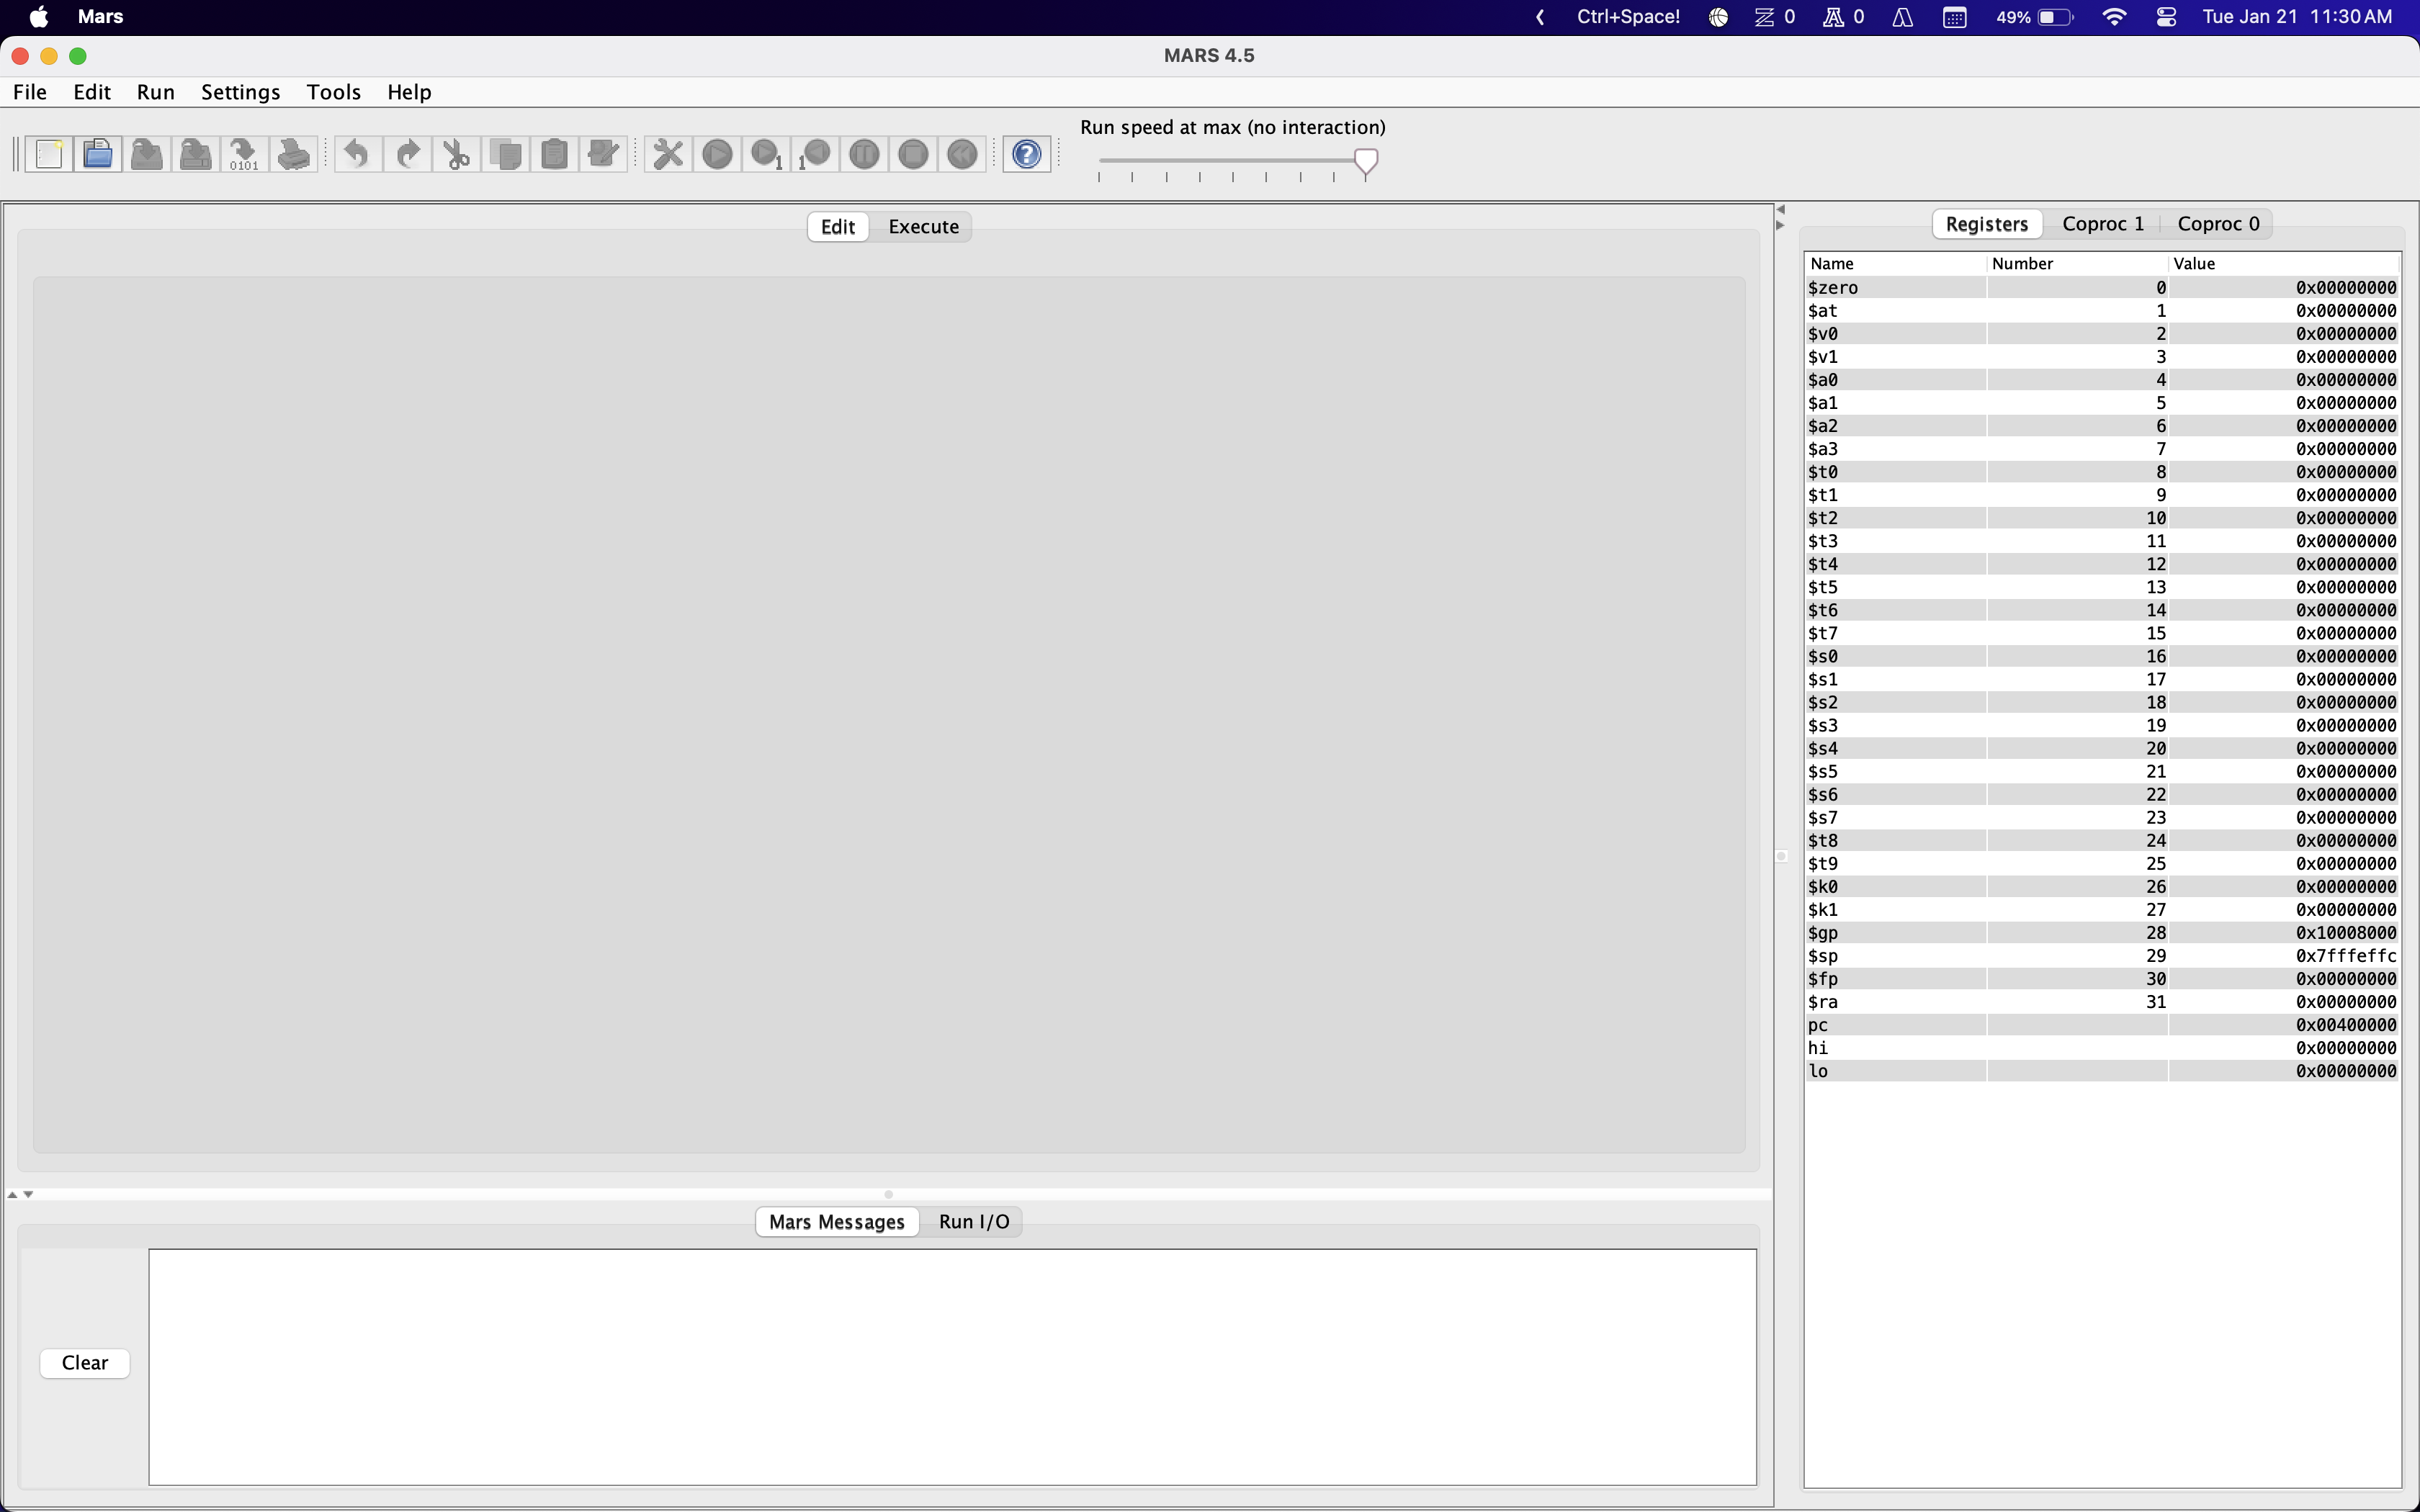 Mars
Ctrl+Space!
0
0
49%
Tue Jan 21 11:30 AM
MARS 4.5
File Edit Run Settings Tools Help
Run speed at max (no interaction)
0101
1
1
?
Edit Execute
Registers Coproc 1 Coproc 0
Name Number Value
$zero 0 0x00000000
$at 1 0x00000000
$v0 2 0x00000000
$v1 3 0x00000000
$a0 4 0x00000000
$a1 5 0x00000000
$a2 6 0x00000000
$a3 7 0x00000000
$t0 8 0x00000000
$t1 9 0x00000000
$t2 10 0x00000000
$t3 11 0x00000000
$t4 12 0x00000000
$t5 13 0x00000000
$t6 14 0x00000000
$t7 15 0x00000000
$s0 16 0x00000000
$s1 17 0x00000000
$s2 18 0x00000000
$s3 19 0x00000000
$s4 20 0x00000000
$s5 21 0x00000000
$s6 22 0x00000000
$s7 23 0x00000000
$t8 24 0x00000000
$t9 25 0x00000000
$k0 26 0x00000000
$k1 27 0x00000000
$gp 28 0x10008000
$sp 29 0x7fffeffc
$fp 30 0x00000000
$ra 31 0x00000000
pc 0x00400000
hi 0x00000000
lo 0x00000000
Mars Messages Run I/O
Clear